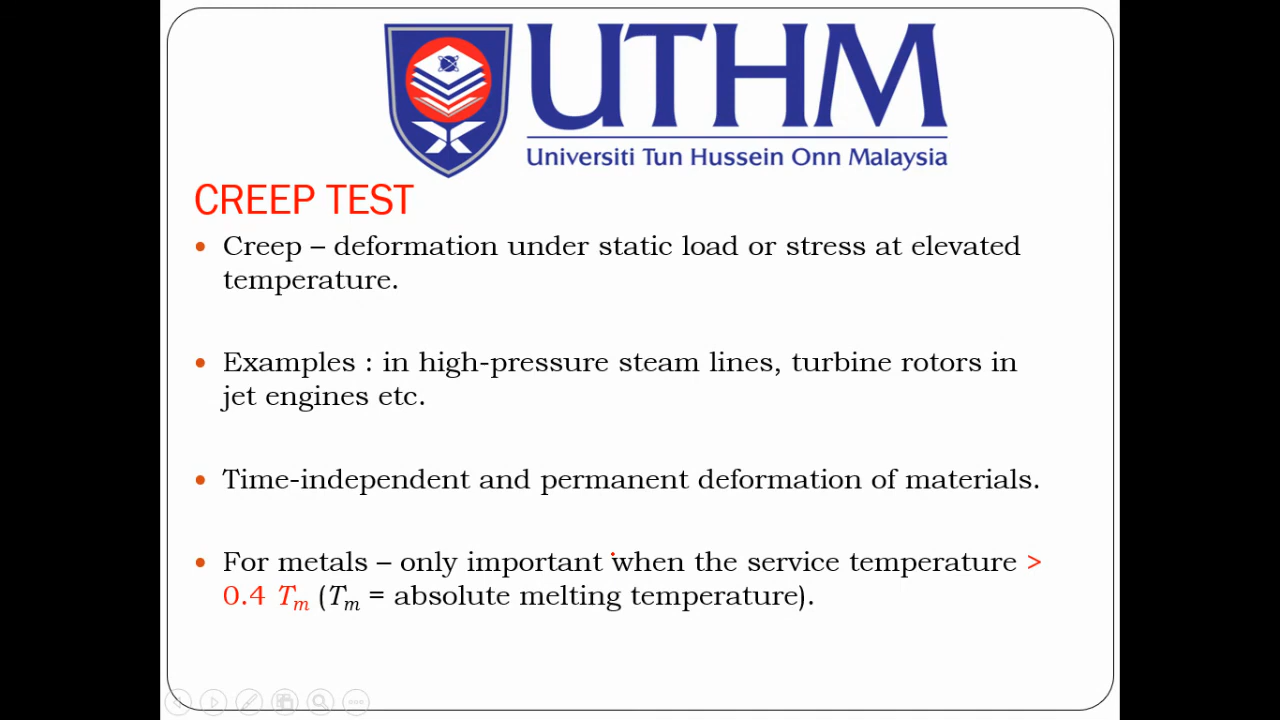 UTHM
Universiti Tun Hussein Onn Malaysia
CREEP TEST
• Creep – deformation under static load or stress at elevated
temperature.
• Examples : in high-pressure steam lines, turbine rotors in
jet engines etc.
• Time-independent and permanent deformation of materials.
• For metals – only important when the service temperature >
0.4 Tm (Tm = absolute melting temperature).